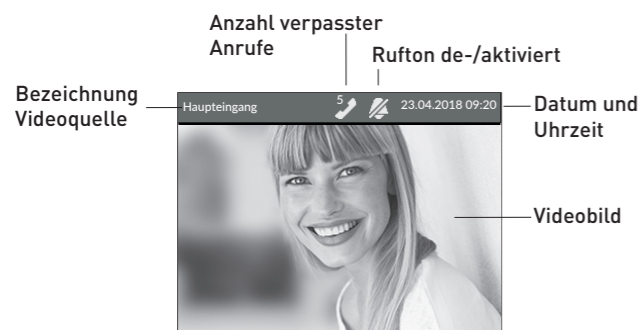 Anzahl verpasster
Anrufe
Rufton de-/aktiviert
Bezeichnung
Videoquelle
Haupteingang
5
23.04.2018 09:20
Datum und
Uhrzeit
Videobild